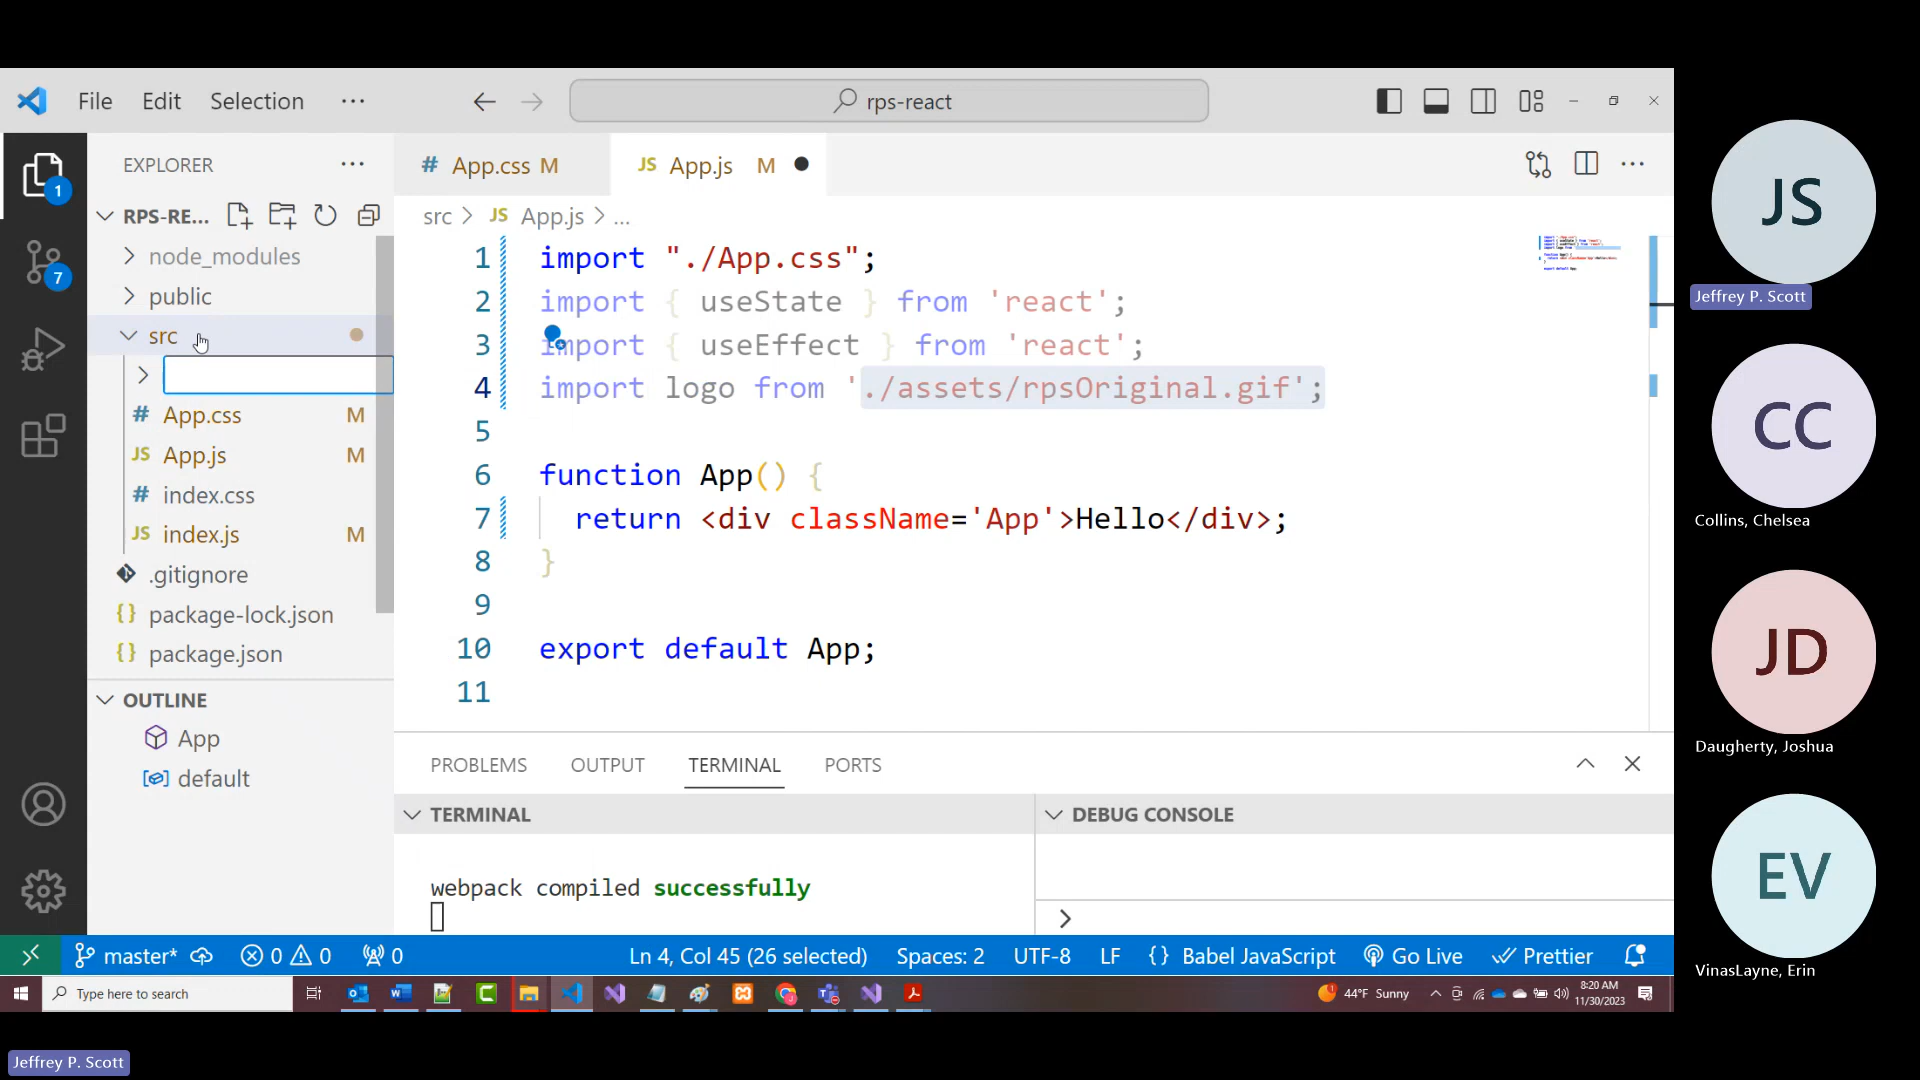 File Edit Selection ··· rps-react
EXPLORER ···
# App.css M
JS App.js M
RPS-RE...
src > JS App.js > ...
node_modules
public
src
# App.css M
JS App.js M
# index.css
JS index.js M
.gitignore
{} package-lock.json
{} package.json
OUTLINE
App
default
1
7
1 import "./App.css";
2 import { useState } from 'react';
3 import { useEffect } from 'react';
4 import logo from './assets/rpsOriginal.gif';
5
6 function App() {
7 return <div className='App'>Hello</div>;
8 }
9
10 export default App;
11
PROBLEMS OUTPUT TERMINAL PORTS
TERMINAL
DEBUG CONSOLE
webpack compiled successfully
>
master* 0 0 0 Ln 4, Col 45 (26 selected) Spaces: 2 UTF-8 LF {} Babel JavaScript Go Live Prettier
Type here to search
44°F Sunny
8:20 AM
11/30/2023
JS
Jeffrey P. Scott
CC
Collins, Chelsea
JD
Daugherty, Joshua
EV
VinasLayne, Erin
Jeffrey P. Scott